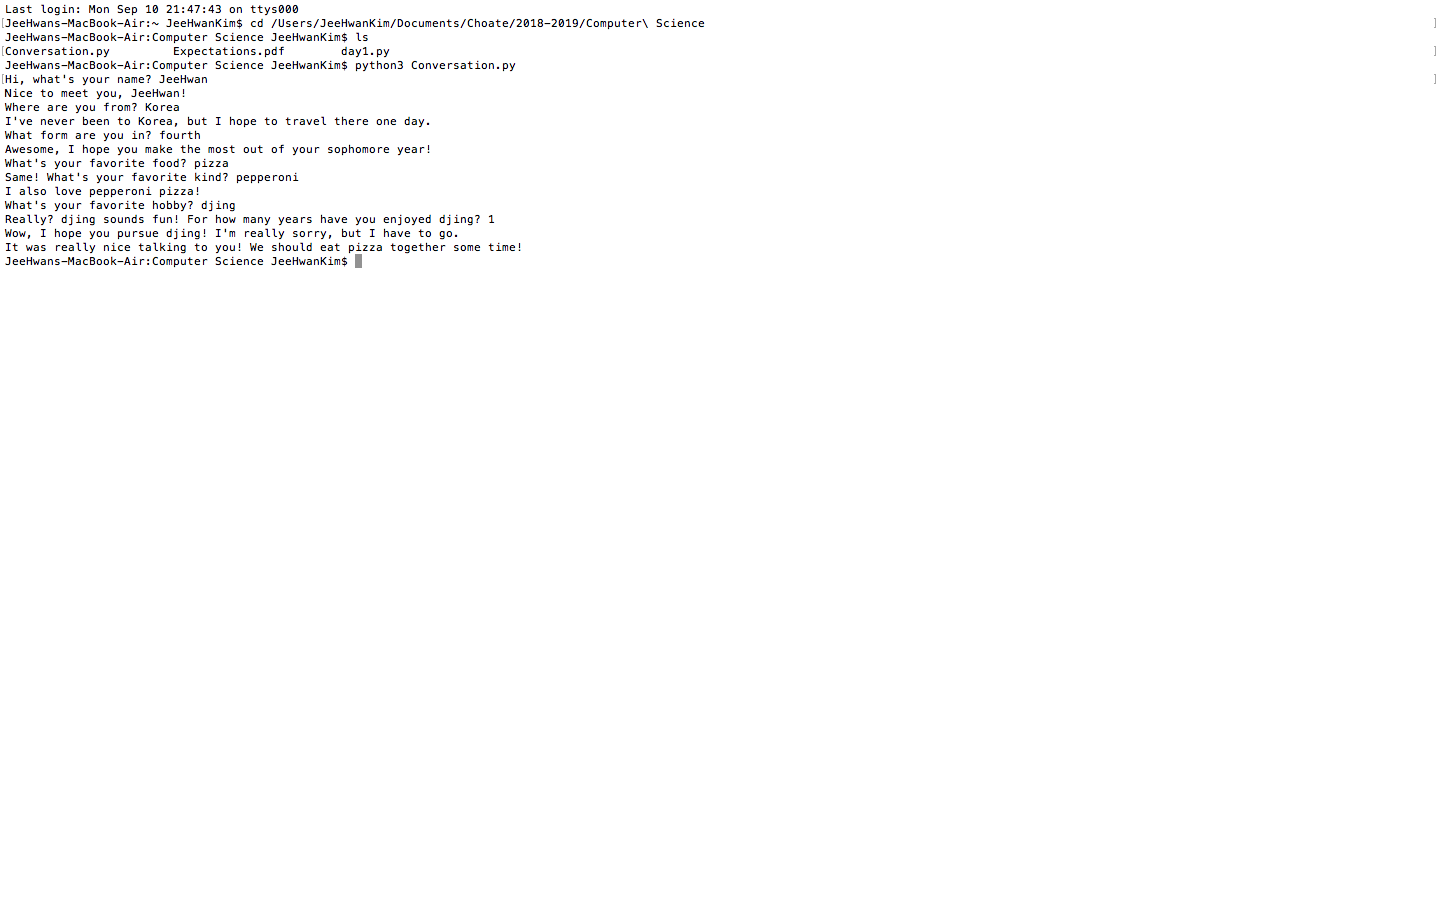 Last login: Mon Sep 10 21:47:43 on ttys000
[JeeHwans-MacBook-Air:~ JeeHwanKim$ cd /Users/JeeHwanKim/Documents/Choate/2018-2019/Computer\ Science ]
JeeHwans-MacBook-Air:Computer Science JeeHwanKim$ ls
[Conversation.py Expectations.pdf day1.py ]
JeeHwans-MacBook-Air:Computer Science JeeHwanKim$ python3 Conversation.py
[Hi, what's your name? JeeHwan ]
Nice to meet you, JeeHwan!
Where are you from? Korea
I've never been to Korea, but I hope to travel there one day.
What form are you in? fourth
Awesome, I hope you make the most out of your sophomore year!
What's your favorite food? pizza
Same! What's your favorite kind? pepperoni
I also love pepperoni pizza!
What's your favorite hobby? djing
Really? djing sounds fun! For how many years have you enjoyed djing? 1
Wow, I hope you pursue djing! I'm really sorry, but I have to go.
It was really nice talking to you! We should eat pizza together some time!
JeeHwans-MacBook-Air:Computer Science JeeHwanKim$